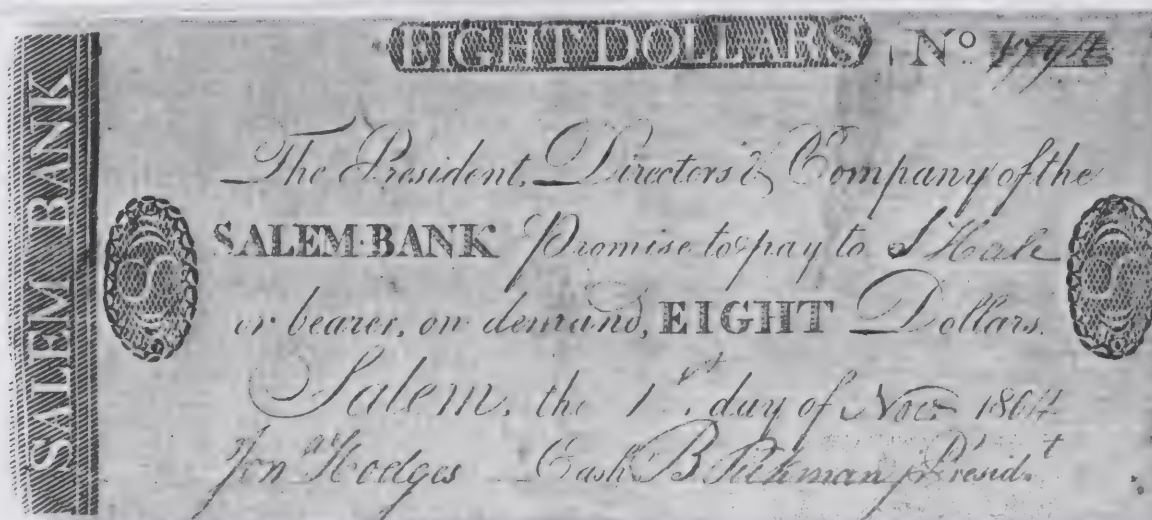 EIGHT DOLLARS No 1794
SALEM BANK
The President, Directors & Company of the
SALEM·BANK Promise to pay to S Hale
or bearer, on demand, EIGHT Dollars.
Salem, the 1st day of Nov 1804
Jon Hodges Cash B Pickman Presidt